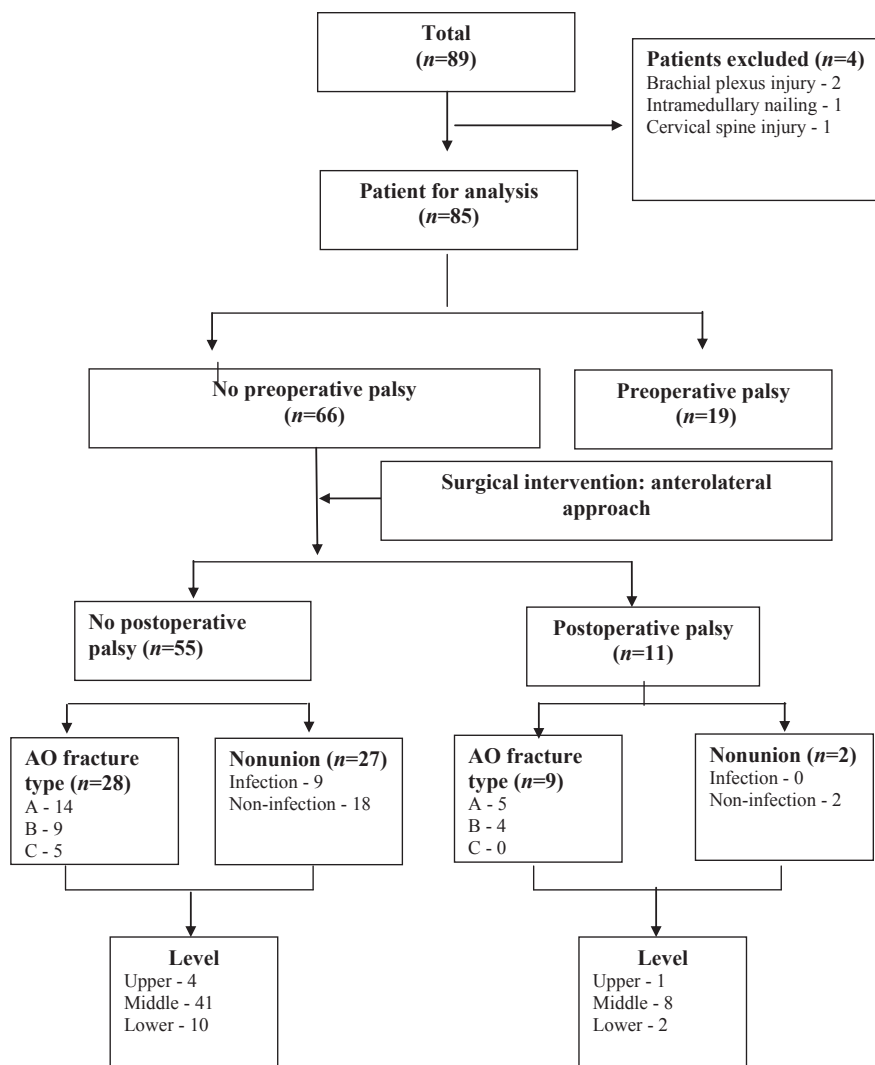 Total
(n=89)
Patients excluded (n=4)
Brachial plexus injury - 2
Intramedullary nailing - 1
Cervical spine injury - 1
Patient for analysis
(n=85)
No preoperative palsy
(n=66)
Preoperative palsy
(n=19)
Surgical intervention: anterolateral
approach
No postoperative
palsy (n=55)
Postoperative palsy
(n=11)
AO fracture
type (n=28)
A - 14
B - 9
C - 5
Nonunion (n=27)
Infection - 9
Non-infection - 18
AO fracture
type (n=9)
A - 5
B - 4
C - 0
Nonunion (n=2)
Infection - 0
Non-infection - 2
Level
Upper - 4
Middle - 41
Lower - 10
Level
Upper - 1
Middle - 8
Lower - 2